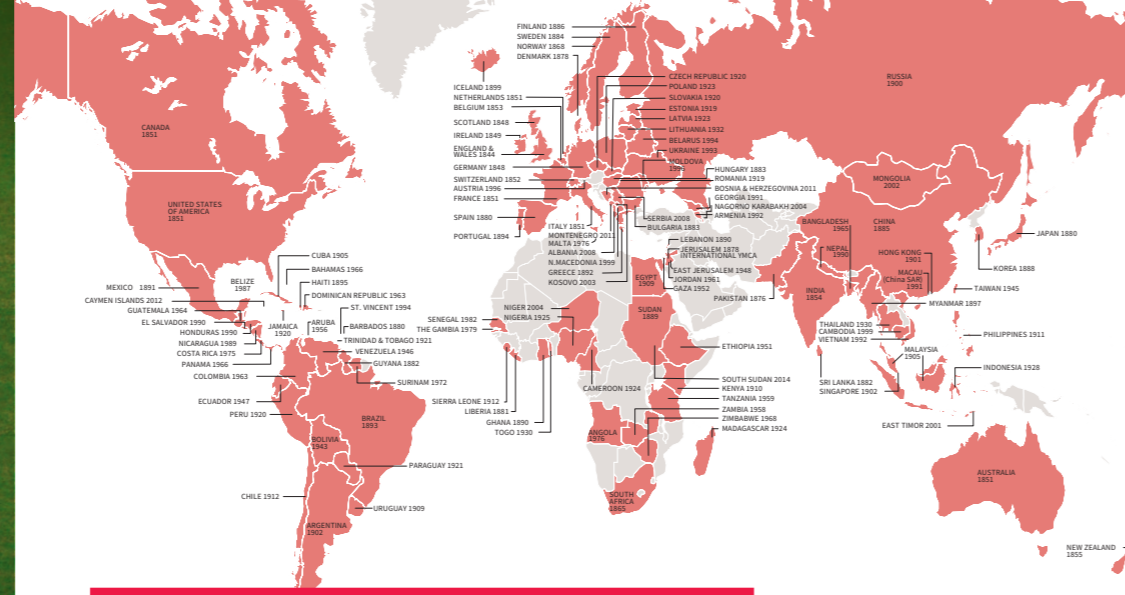 FINLAND 1886
SWEDEN 1884
NORWAY 1868
DENMARK 1878
ICELAND 1899
NETHERLANDS 1851
BELGIUM 1853
SCOTLAND 1848
IRELAND 1849
ENGLAND &
WALES 1844
GERMANY 1848
SWITZERLAND 1852
AUSTRIA 1996
FRANCE 1851
SPAIN 1880
PORTUGAL 1894
CZECH REPUBLIC 1920
POLAND 1923
SLOVAKIA 1920
ESTONIA 1919
LATVIA 1923
LITHUANIA 1932
BELARUS 1994
UKRAINE 1993
MOLDOVA
HUNGARY 1883
ROMANIA 1919
BOSNIA & HERZEGOVINA 2011
GEORGIA 1991
NAGORNO KARABAKH 2004
ARMENIA 1992
SERBIA 2008
BULGARIA 1883
ITALY 1851
MONTENEGRO 2011
MALTA 1976
ALBANIA 2008
N.MACEDONIA 1999
GREECE 1892
KOSOVO 2003
LEBANON 1890
JERUSALEM 1878
INTERNATIONAL YMCA
EAST JERUSALEM 1948
JORDAN 1961
GAZA 1952
RUSSIA
1900
CANADA
1851
UNITED STATES
OF AMERICA
1851
MONGOLIA
2002
BANGLADESH
1965
CHINA
1885
NEPAL
1990
HONG KONG
1901
MACAU
(China SAR)
1991
INDIA
1854
PAKISTAN 1876
JAPAN 1880
KOREA 1888
TAIWAN 1945
MYANMAR 1897
THAILAND 1930
CAMBODIA 1999
VIETNAM 1992
PHILIPPINES 1911
MALAYSIA
1905
INDONESIA 1928
SRI LANKA 1882
SINGAPORE 1902
EAST TIMOR 2001
AUSTRALIA
1851
NEW ZEALAND
1855
CUBA 1905
BAHAMAS 1966
HAITI 1895
DOMINICAN REPUBLIC 1963
ST. VINCENT 1994
BARBADOS 1880
TRINIDAD & TOBAGO 1921
ARUBA
1956
VENEZUELA 1946
GUYANA 1882
SURINAM 1972
MEXICO 1891
BELIZE
1987
CAYMEN ISLANDS 2012
GUATEMALA 1964
EL SALVADOR 1990
HONDURAS 1990
JAMAICA
1920
NICARAGUA 1989
COSTA RICA 1975
PANAMA 1966
COLOMBIA 1963
ECUADOR 1947
PERU 1920
BRAZIL
1893
BOLIVIA
1943
PARAGUAY 1921
CHILE 1912
URUGUAY 1909
ARGENTINA
1902
EGYPT
1909
NIGER 2004
NIGERIA 1925
SUDAN
1889
SENEGAL 1982
THE GAMBIA 1979
ETHIOPIA 1951
SOUTH SUDAN 2014
CAMEROON 1924
KENYA 1910
TANZANIA 1959
SIERRA LEONE 1912
LIBERIA 1881
GHANA 1890
TOGO 1930
ZAMBIA 1958
ZIMBABWE 1968
MADAGASCAR 1924
ANGOLA
1976
SOUTH
AFRICA
1865